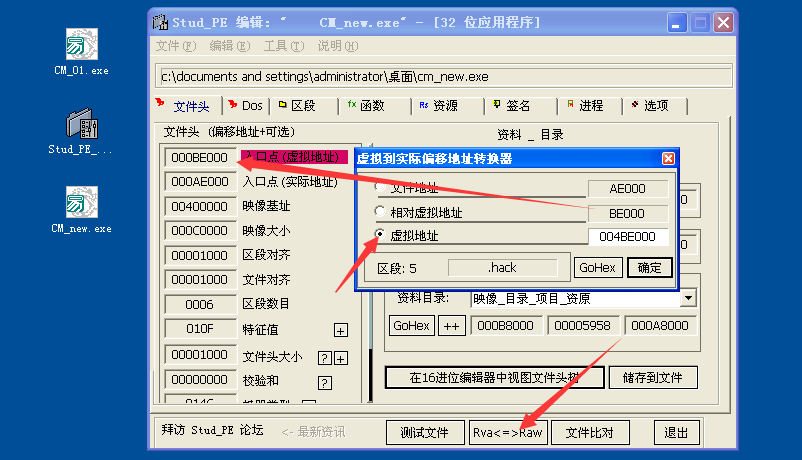 CM_01.exe
Stud_PE_...
CM_new.exe
Stud_PE 编辑: " CM_new.exe" - [32 位应用程序]
文件(F) 编辑(E) 工具(T) 说明(H)
c:\documents and settings\administrator\桌面\cm_new.exe
文件头 Dos 区段 函数 资源 签名 进程 选项
文件头 (偏移地址+可选)
资料 _ 目录
000BE000 入口点 (虚拟地址)
000AE000 入口点 (实际地址)
00400000 映像基址
000C0000 映像大小
00001000 区段对齐
00001000 文件对齐
0006 区段数目
010F 特征值 +
00001000 文件头大小 ? +
00000000 校验和 ?
虚拟到实际偏移地址转换器
文件地址 AE000
相对虚拟地址 BE000
虚拟地址 004BE000
区段: 5 .hack GoHex 确定
资料目录: 映像_目录_项目_资原
GoHex ++ 000B8000 00005958 000A8000
在16进位编辑器中视图文件头树 储存到文件
拜访 Stud_PE 论坛 <- 最新资讯 测试文件 Rva<=>Raw 文件比对 退出